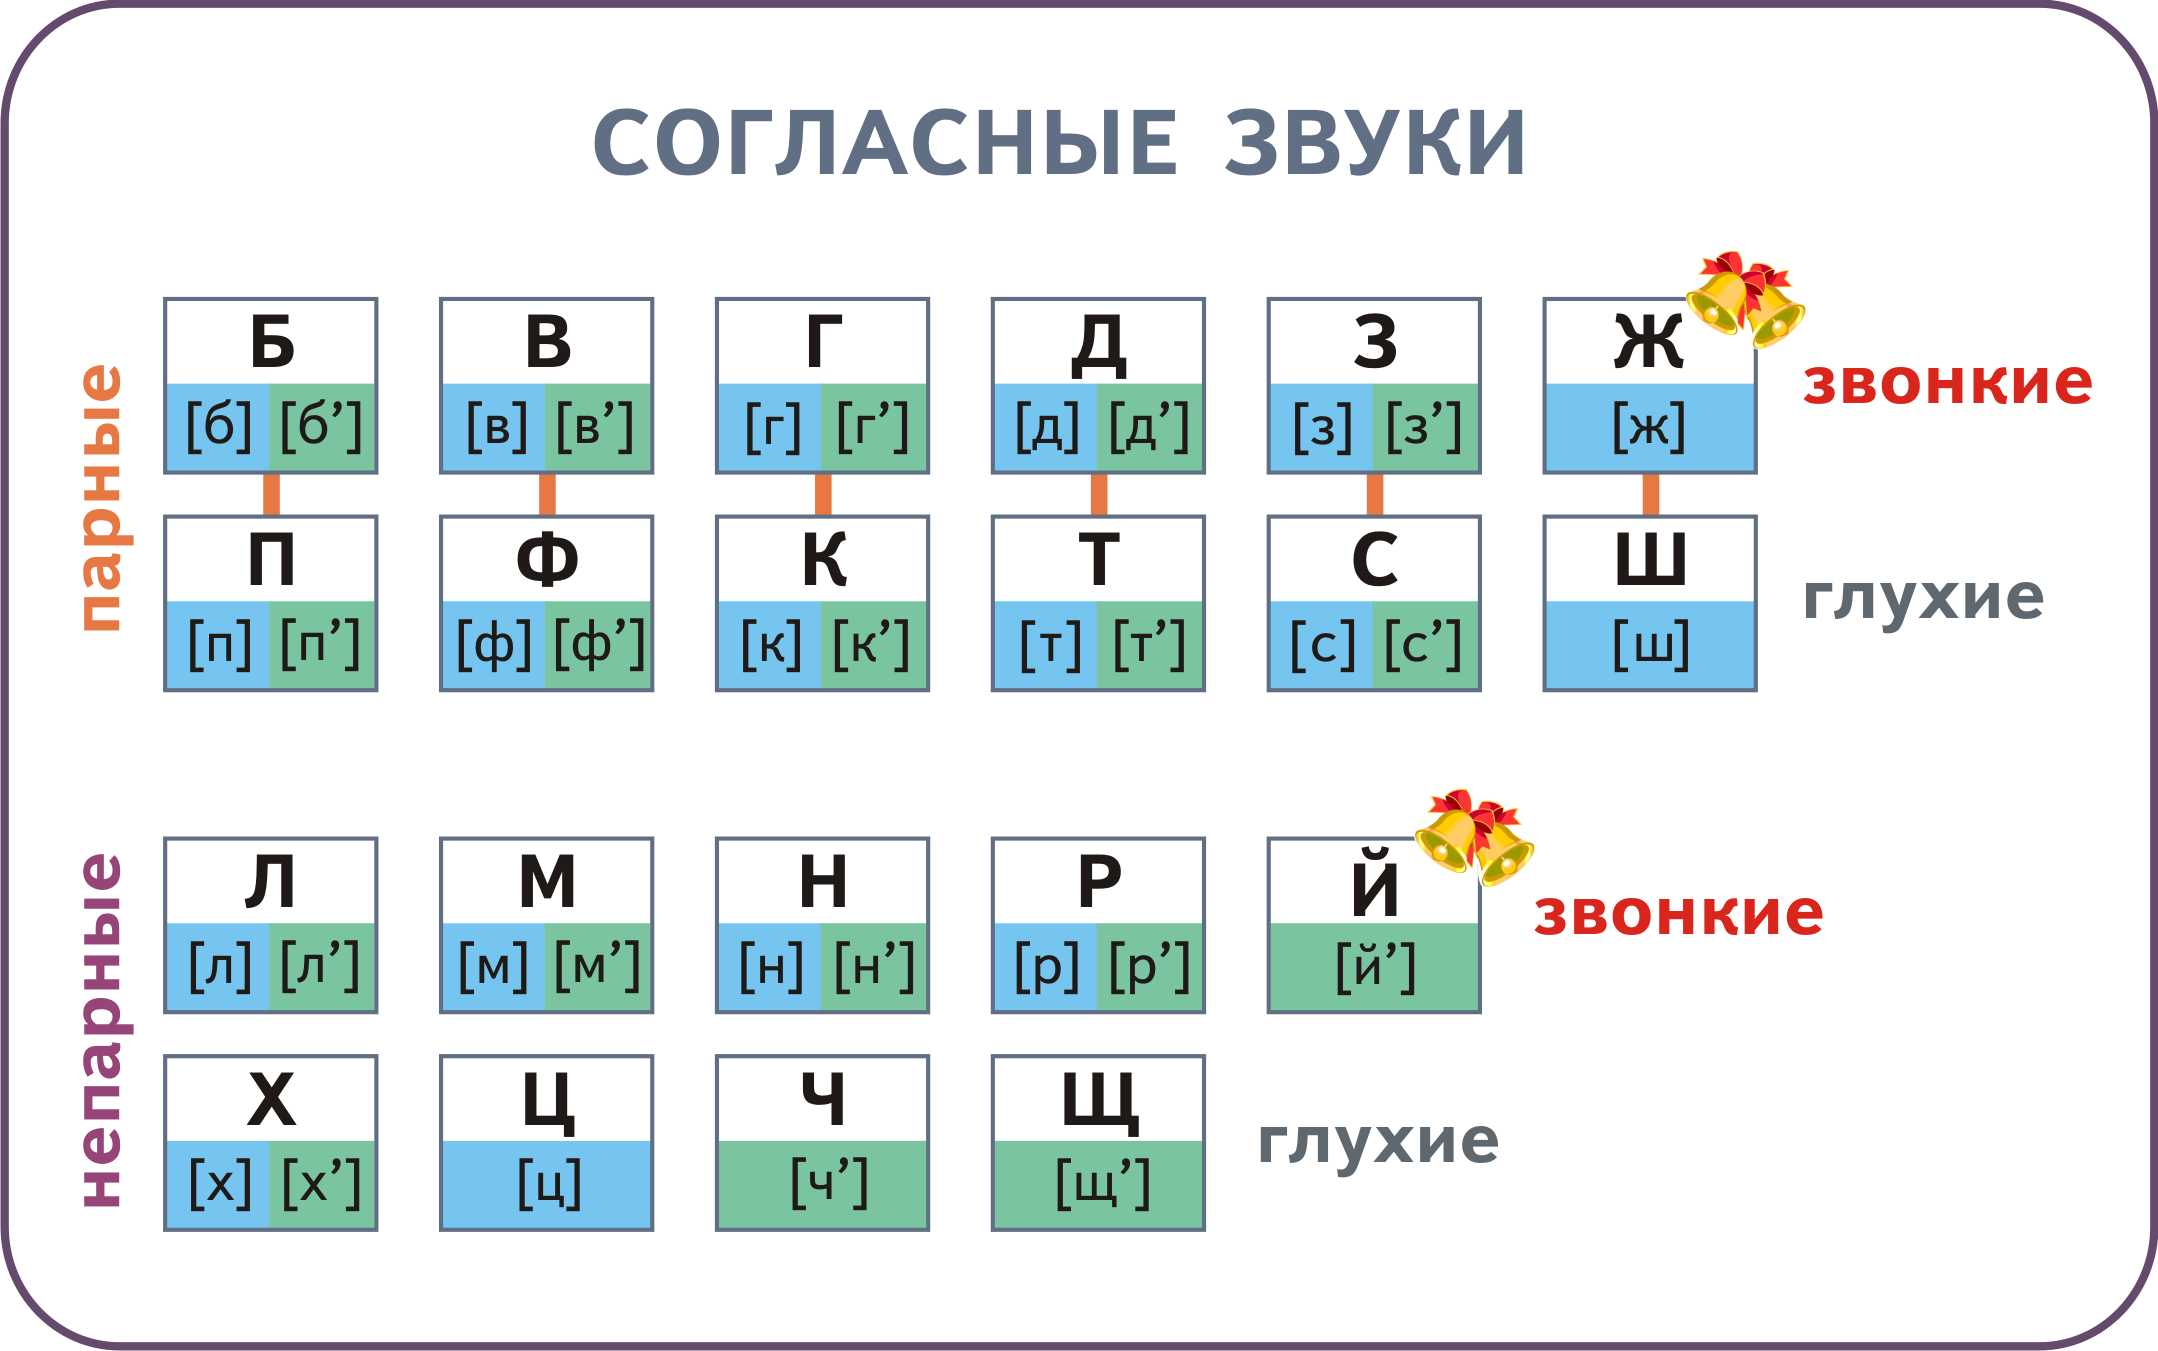 СОГЛАСНЫЕ ЗВУКИ
парные
Б В Г Д З Ж
[б] [б’] [в] [в’] [г] [г’] [д] [д’] [з] [з’] [ж]
звонкие
П Ф К Т С Ш
[п] [п’] [ф] [ф’] [к] [к’] [т] [т’] [с] [с’] [ш]
глухие
непарные
Л М Н Р Й
[л] [л’] [м] [м’] [н] [н’] [р] [р’] [й’]
звонкие
Х Ц Ч Щ
[х] [х’] [ц] [ч’] [щ’]
глухие